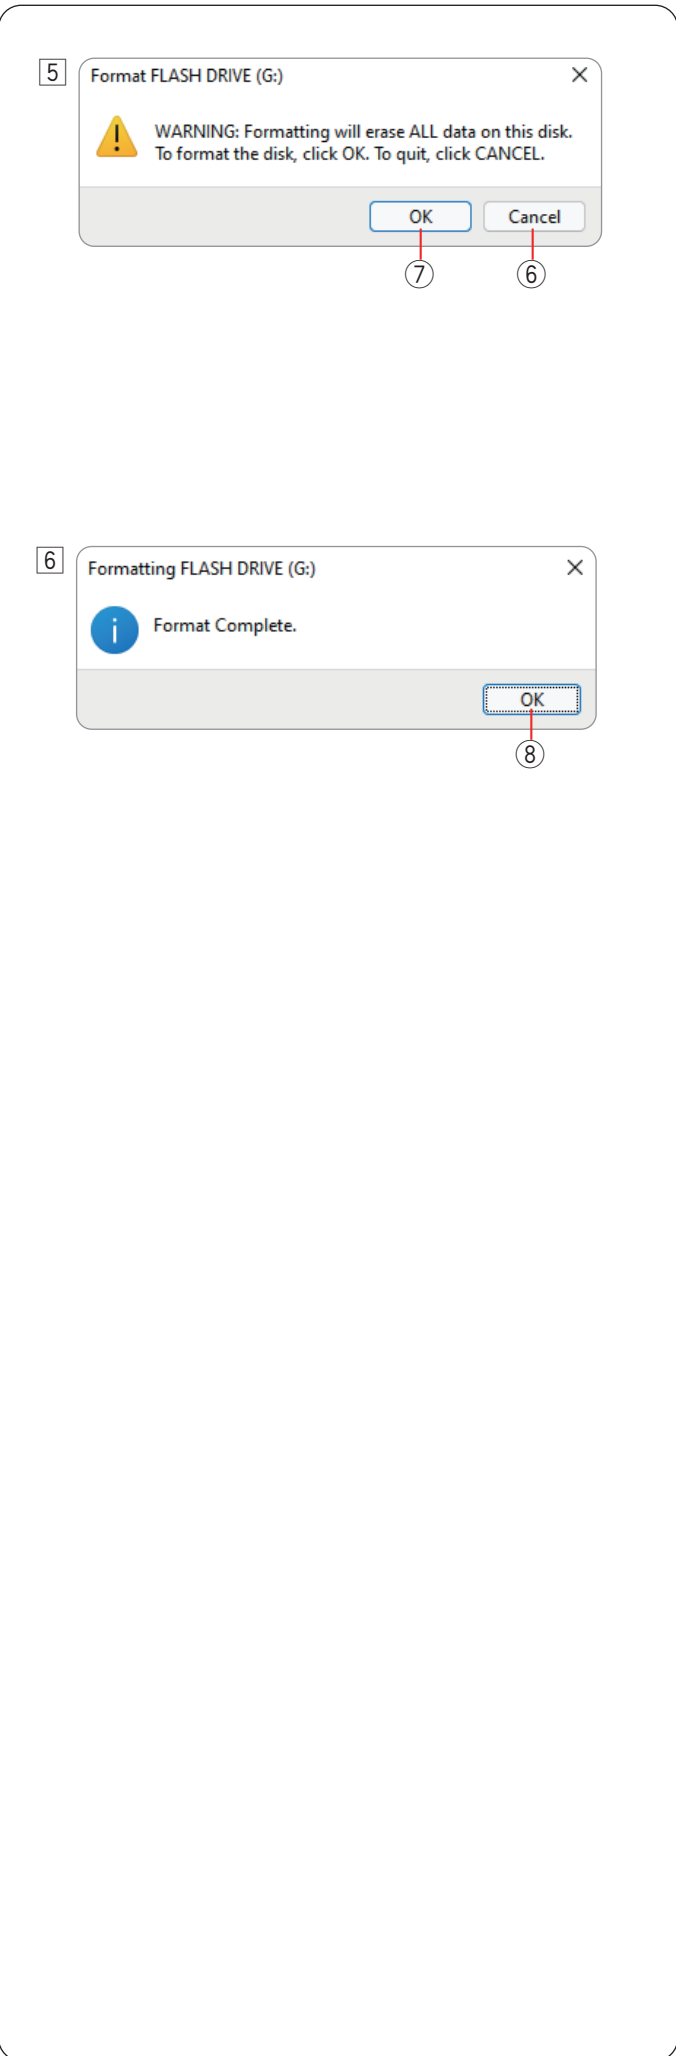 5
Format FLASH DRIVE (G:)
WARNING: Formatting will erase ALL data on this disk.
To format the disk, click OK. To quit, click CANCEL.
OK Cancel
⑦ ⑥
6
Formatting FLASH DRIVE (G:)
Format Complete.
OK
⑧